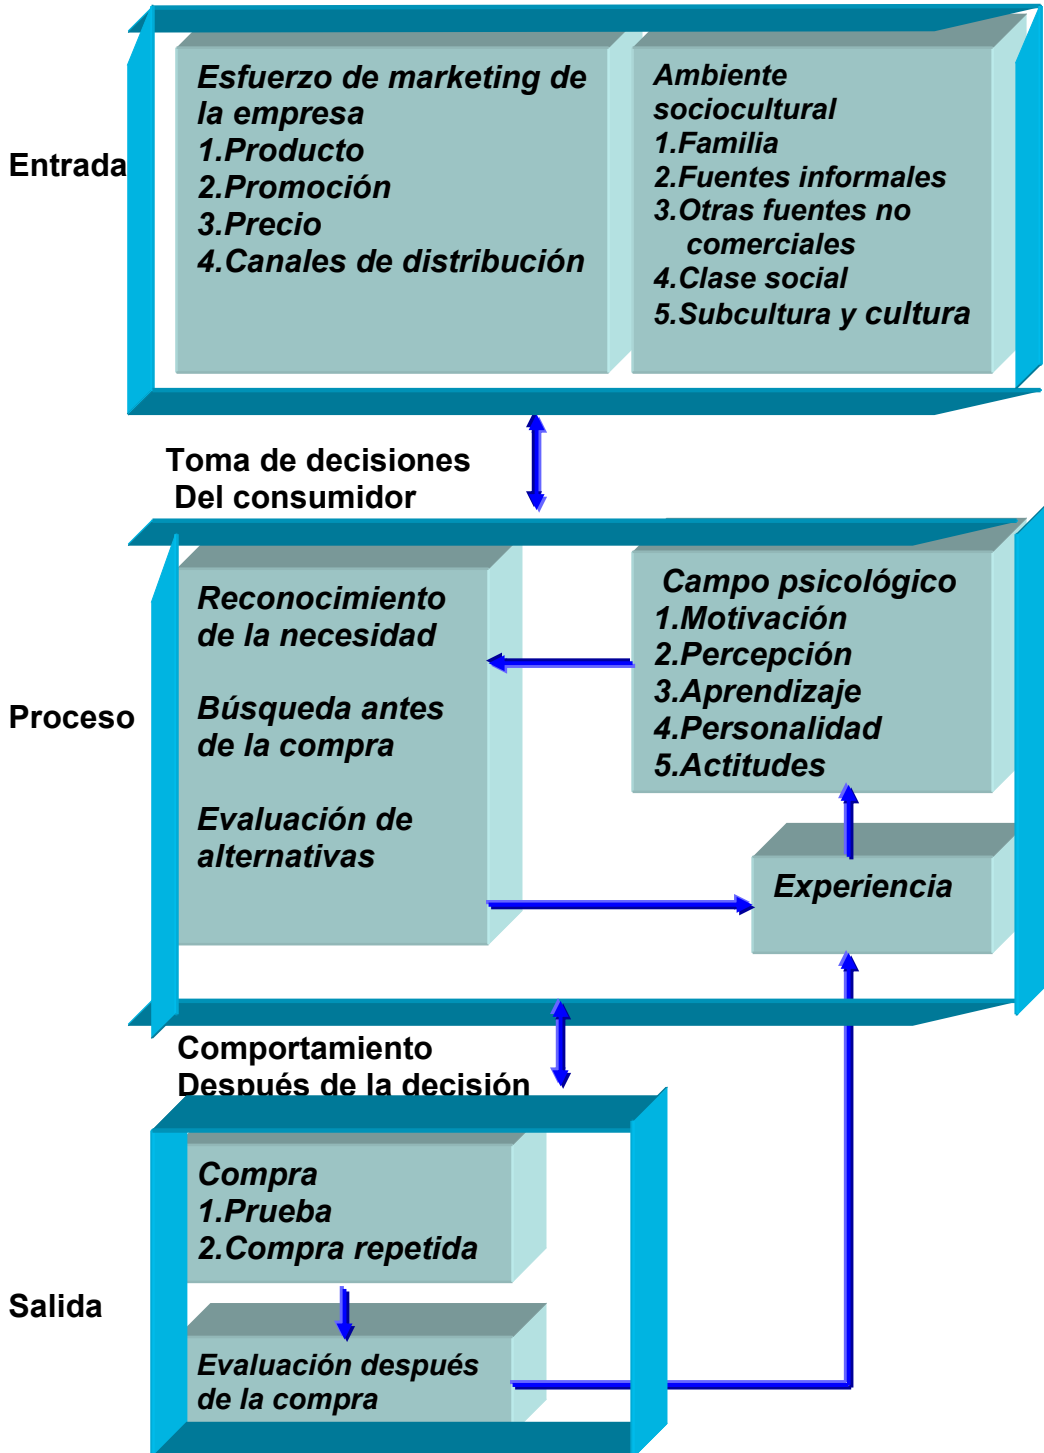 Entrada
Esfuerzo de marketing de
la empresa
1.Producto
2.Promoción
3.Precio
4.Canales de distribución
Ambiente
sociocultural
1.Familia
2.Fuentes informales
3.Otras fuentes no
comerciales
4.Clase social
5.Subcultura y cultura
Toma de decisiones
Del consumidor
Proceso
Reconocimiento
de la necesidad
Búsqueda antes
de la compra
Evaluación de
alternativas
Campo psicológico
1.Motivación
2.Percepción
3.Aprendizaje
4.Personalidad
5.Actitudes
Experiencia
Comportamiento
Después de la decisión
Salida
Compra
1.Prueba
2.Compra repetida
Evaluación después
de la compra